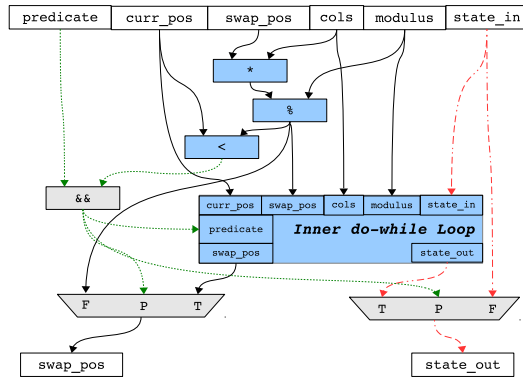 predicate curr_pos swap_pos cols modulus state_in
*
%
<
&&
curr_pos swap_pos cols modulus state_in
predicate Inner do-while Loop
swap_pos state_out
F P T T P F
swap_pos state_out